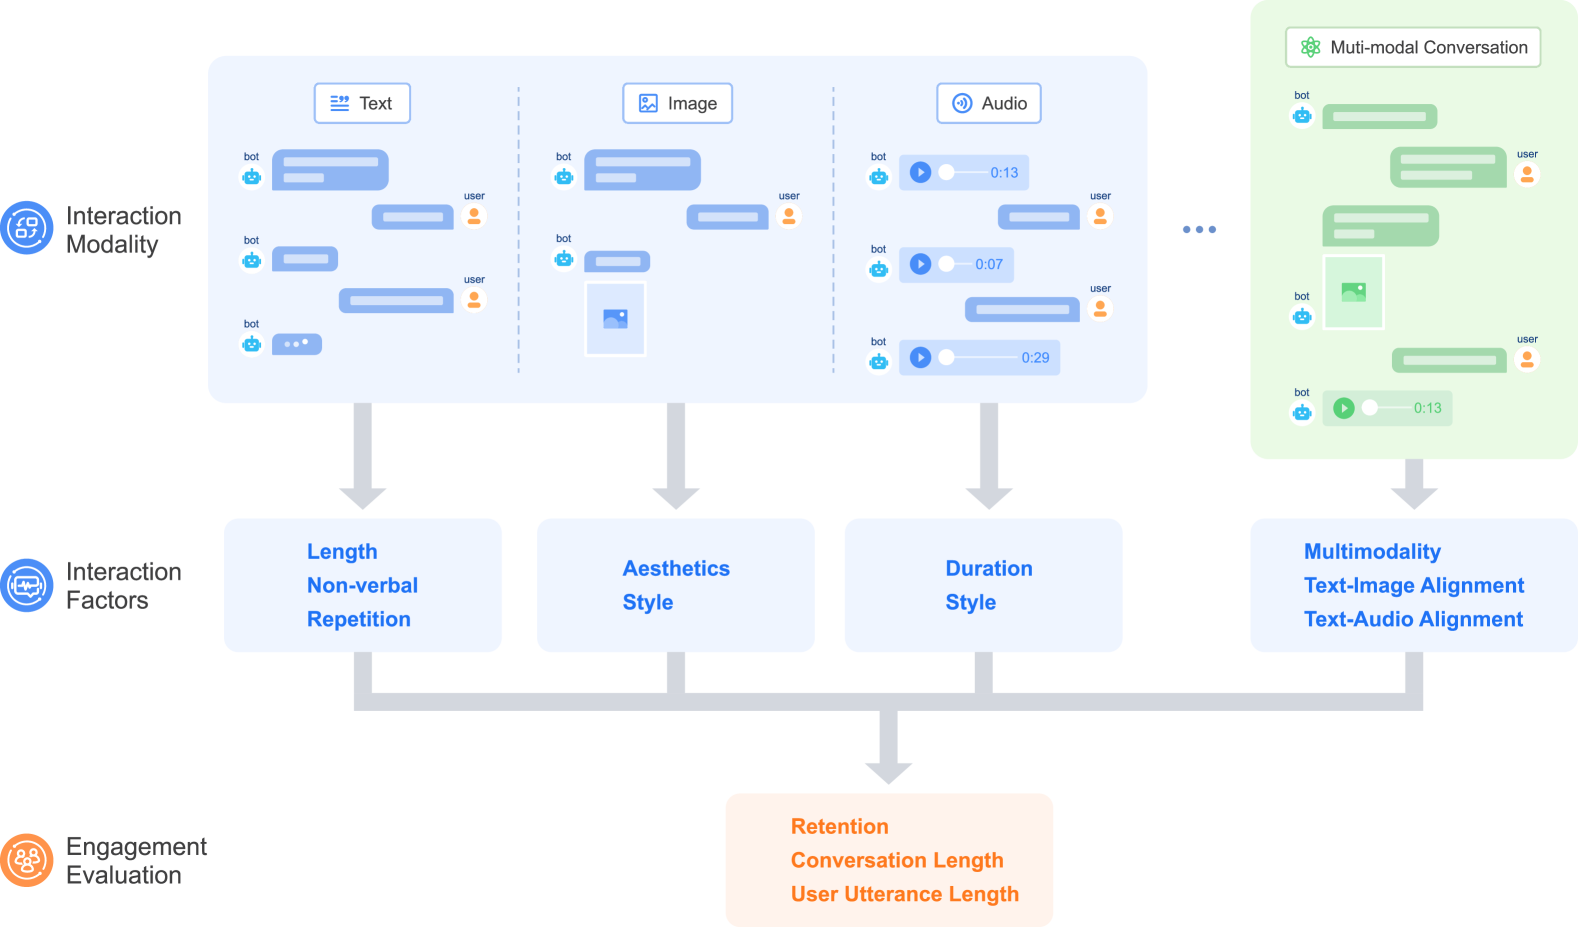 Muti-modal Conversation
Text
Image
Audio
bot
user
bot
user
bot
bot
user
bot
bot
0:13
user
bot
0:07
user
bot
0:29
bot
user
bot
user
bot
0:13
Interaction
Modality
Interaction
Factors
Length
Non-verbal
Repetition
Aesthetics
Style
Duration
Style
Multimodality
Text-Image Alignment
Text-Audio Alignment
Engagement
Evaluation
Retention
Conversation Length
User Utterance Length